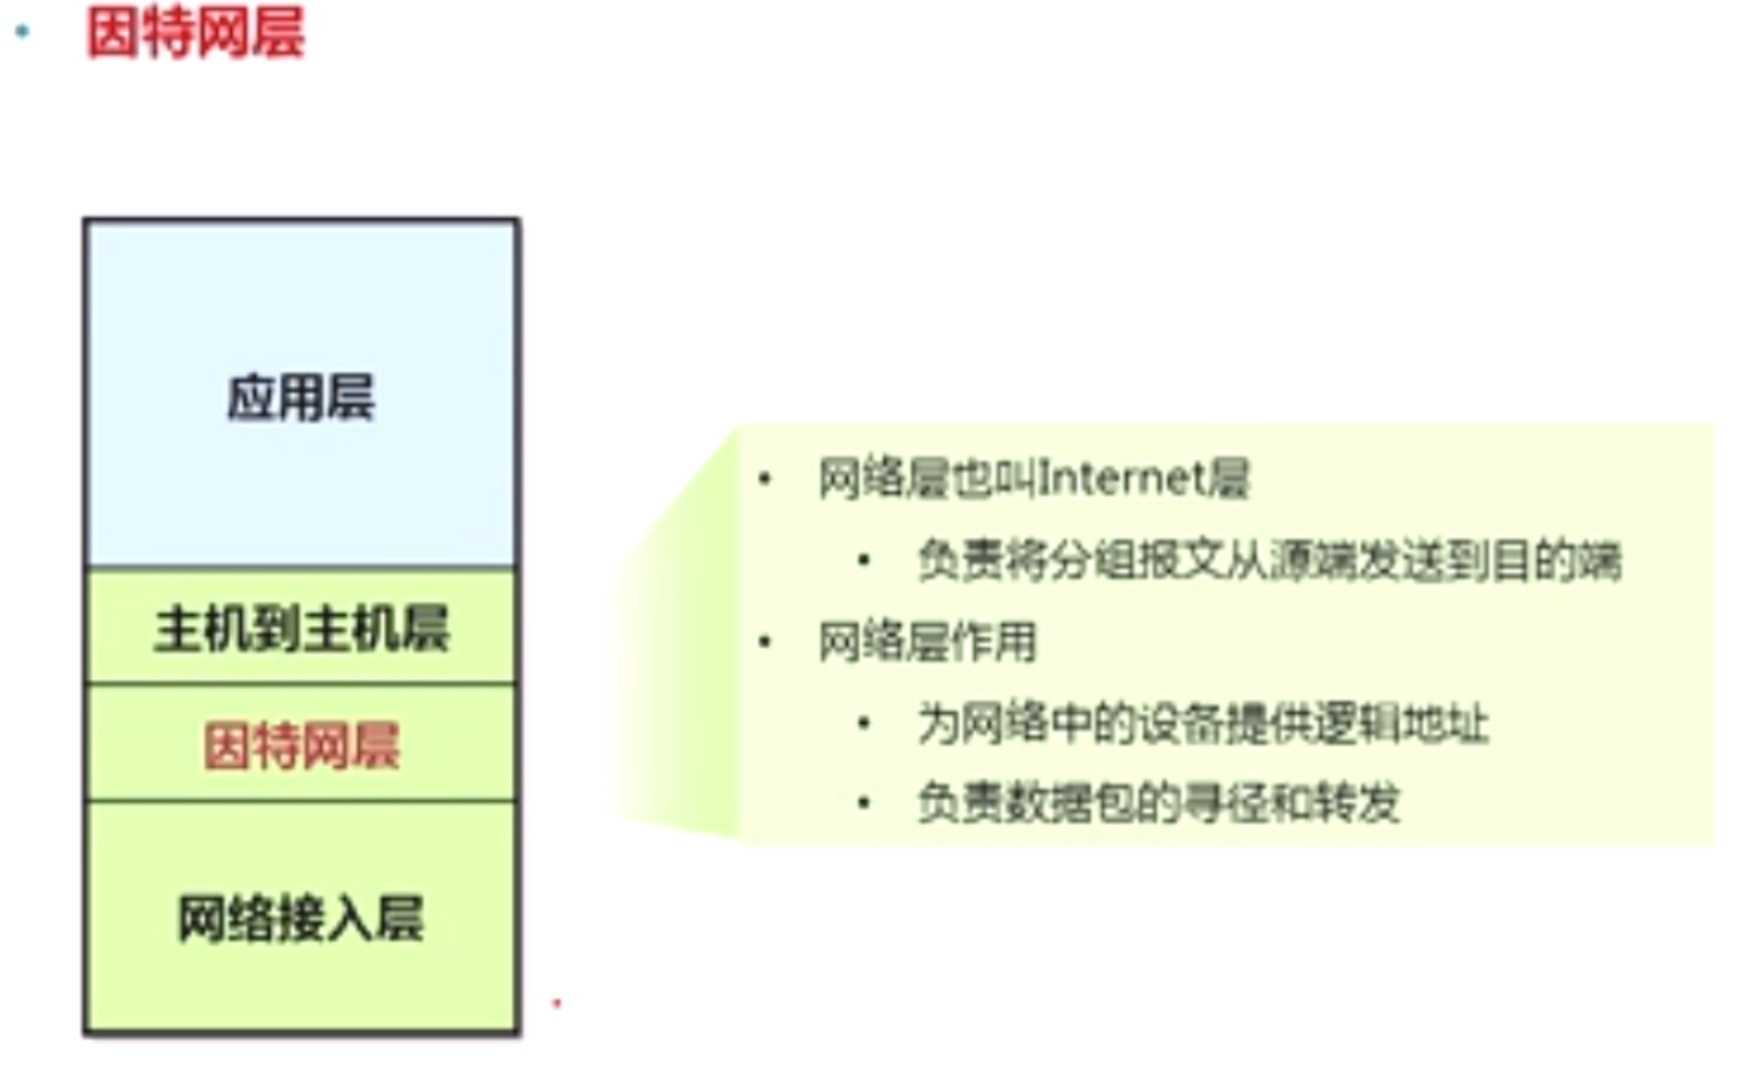 因特网层
应用层
主机到主机层
因特网层
网络接入层
网络层也叫Internet层
负责将分组报文从源端发送到目的端
网络层作用
为网络中的设备提供逻辑地址
负责数据包的寻径和转发